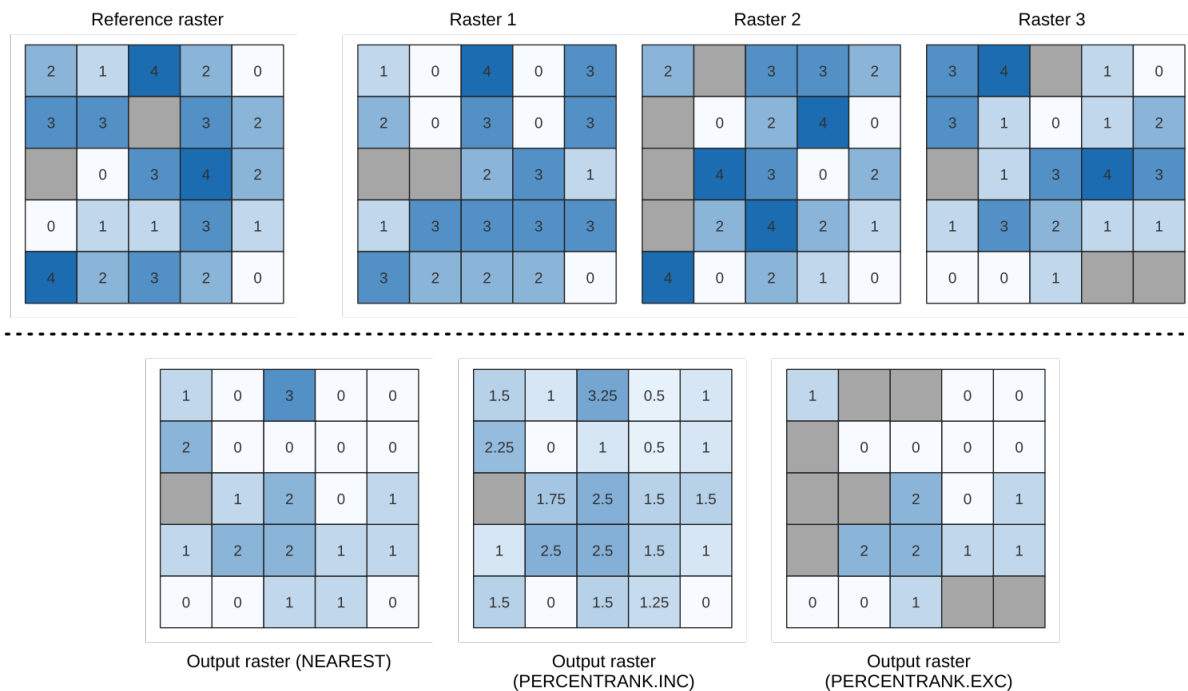 Reference raster
Raster 1
Raster 2
Raster 3
2 1 4 2 0 1 0 4 0 3 2 3 3 2 3 4 1 0
3 3 3 2 2 0 3 0 3 0 2 4 0 3 1 0 1 2
0 3 4 2 2 3 1 4 3 0 2 1 3 4 3
0 1 1 3 1 1 3 3 3 3 2 4 2 1 1 3 2 1 1
4 2 3 2 0 3 2 2 2 0 4 0 2 1 0 0 0 1
1 0 3 0 0 1.5 1 3.25 0.5 1 1 0 0
2 0 0 0 0 2.25 0 1 0.5 1 0 0 0 0
1 2 0 1 1.75 2.5 1.5 1.5 2 0 1
1 2 2 1 1 1 2.5 2.5 1.5 1 2 2 1 1
0 0 1 1 0 1.5 0 1.5 1.25 0 0 0 1
Output raster (NEAREST)
Output raster
(PERCENTRANK.INC)
Output raster
(PERCENTRANK.EXC)